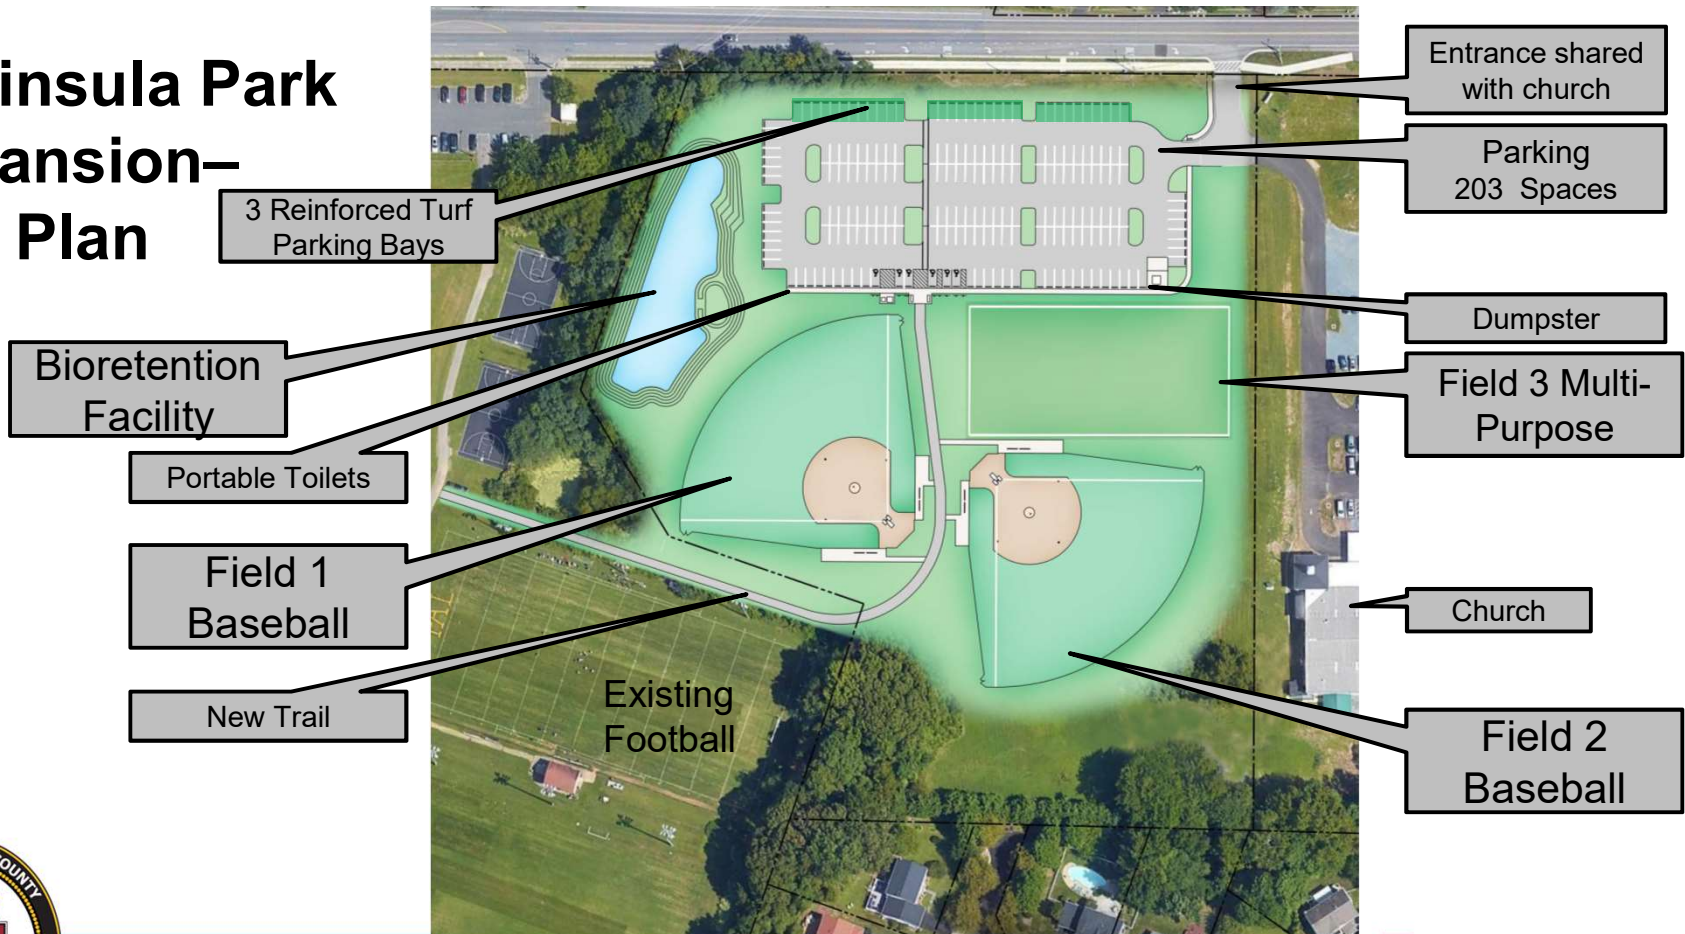 insula Park
ansion–
Plan
3 Reinforced Turf
Parking Bays
Bioretention
Facility
Portable Toilets
Field 1
Baseball
New Trail
Existing
Football
Entrance shared
with church
Parking
203 Spaces
Dumpster
Field 3 Multi-
Purpose
Church
Field 2
Baseball
OUNTY